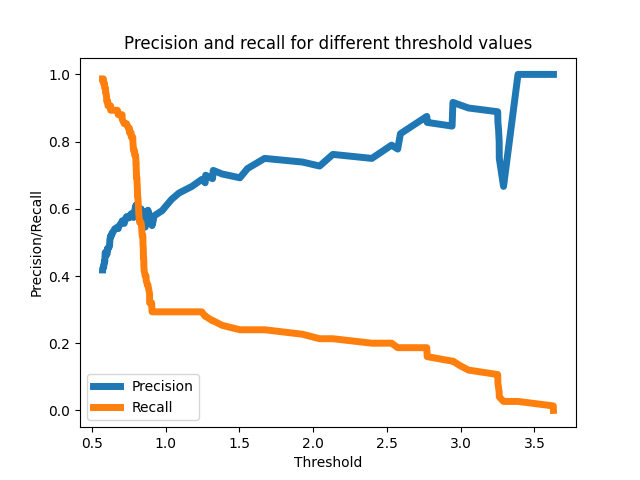 Precision and recall for different threshold values
1.0
0.8
0.6
0.4
0.2
0.0
Precision/Recall
Precision
Recall
0.5 1.0 1.5 2.0 2.5 3.0 3.5
Threshold